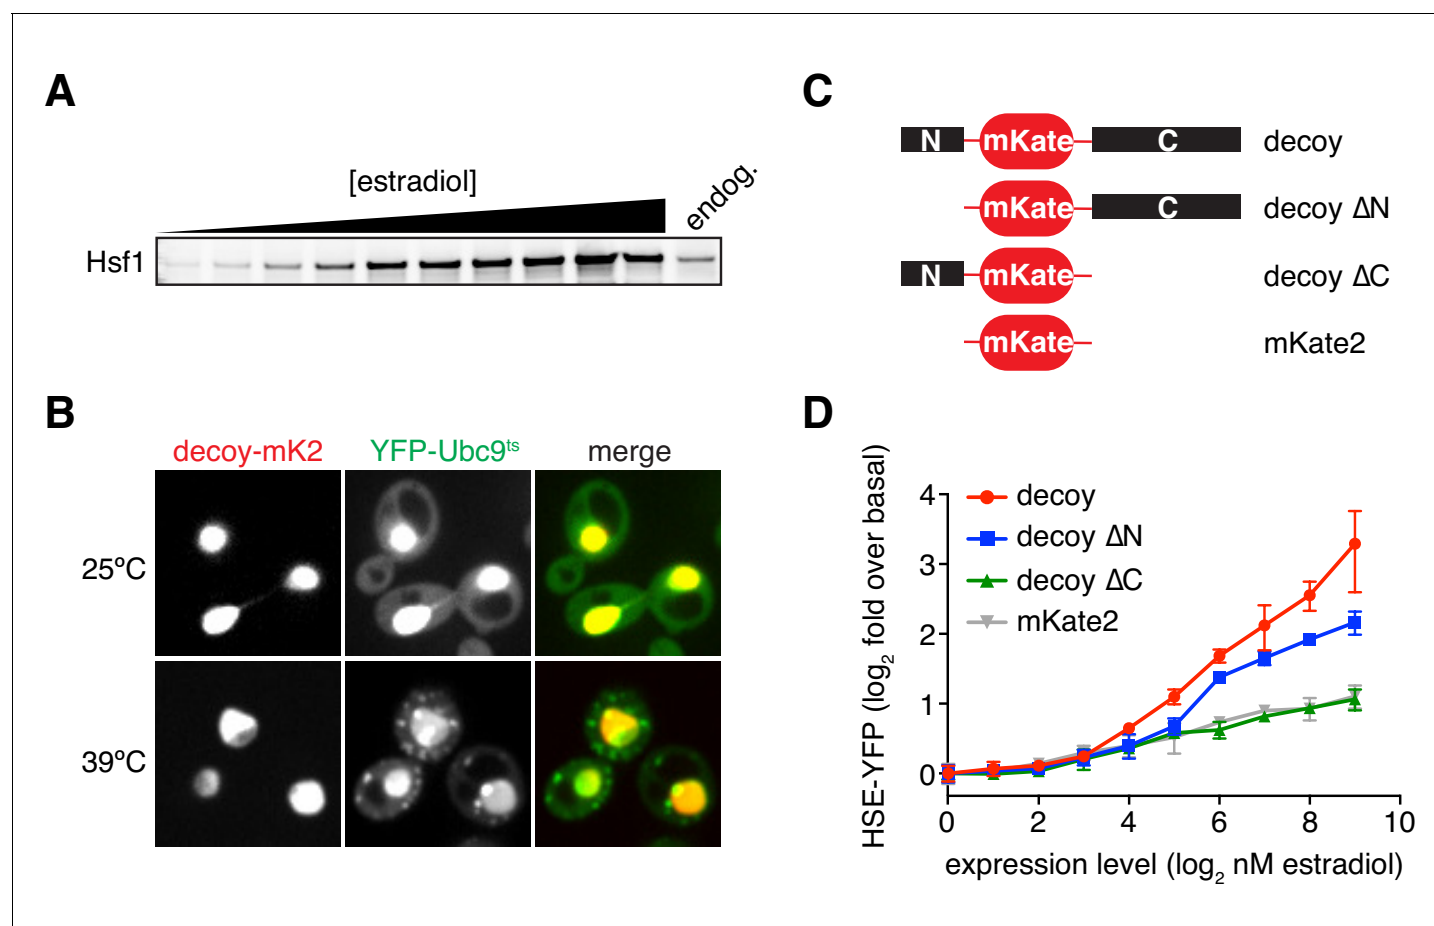 A
[estradiol]
endog.
Hsf1
B
decoy-mK2 YFP-Ubc9ts merge
25ºC
39ºC
C
N mKate C decoy
mKate C decoy ΔN
N mKate decoy ΔC
mKate mKate2
D
HSE-YFP (log2 fold over basal)
4
3
2
1
0
decoy
decoy ΔN
decoy ΔC
mKate2
0 2 4 6 8 10
expression level (log2 nM estradiol)